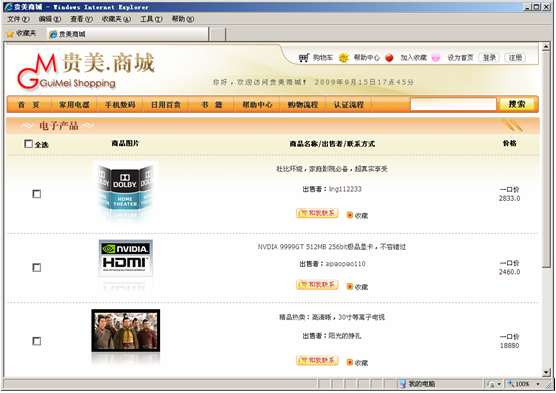 贵美商城 - Windows Internet Explorer
文件(F) 编辑(E) 查看(V) 收藏夹(A) 工具(T) 帮助(H)
收藏夹 贵美商城
GM 贵美.商城
GuiMei Shopping
购物车 帮助中心 加入收藏 设为首页 登录 注册
你好，欢迎访问贵美商城！ 2009年9月15日17点45分
首 页 家用电器 手机数码 日用百货 书 籍 帮助中心 购物流程 认证流程 搜索
电子产品
全选 商品图片 商品名称/出售者/联系方式 价格
DOLBY
HOME THEATER
杜比环绕，家庭影院必备，超真实享受
出售者：ling112233
和我联系 收藏
一口价
2833.0
NVIDIA
HDMI
NVDIA 9999GT 512MB 256bit极品显卡，不容错过
出售者：aipaopao110
和我联系 收藏
一口价
2460.0
精品热卖：高清晰，30寸等离子电视
出售者：阳光的挣扎
和我联系 收藏
一口价
18880
我的电脑 100%